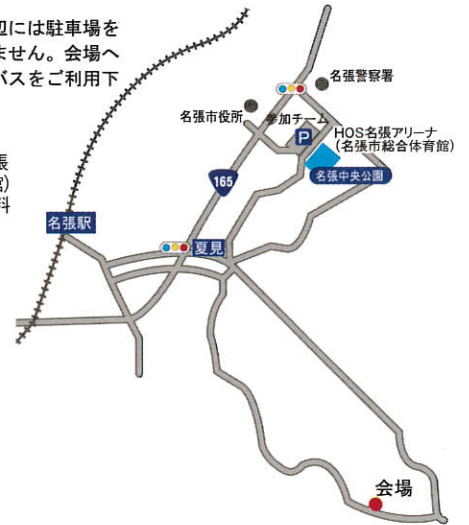 辺には駐車場を
ません。会場へ
バスをご利用下
張
館)
料
名張警察署
名張市役所
参加チーム
P
HOS名張アリーナ
(名張市総合体育館)
名張中央公園
165
名張駅
夏見
会場